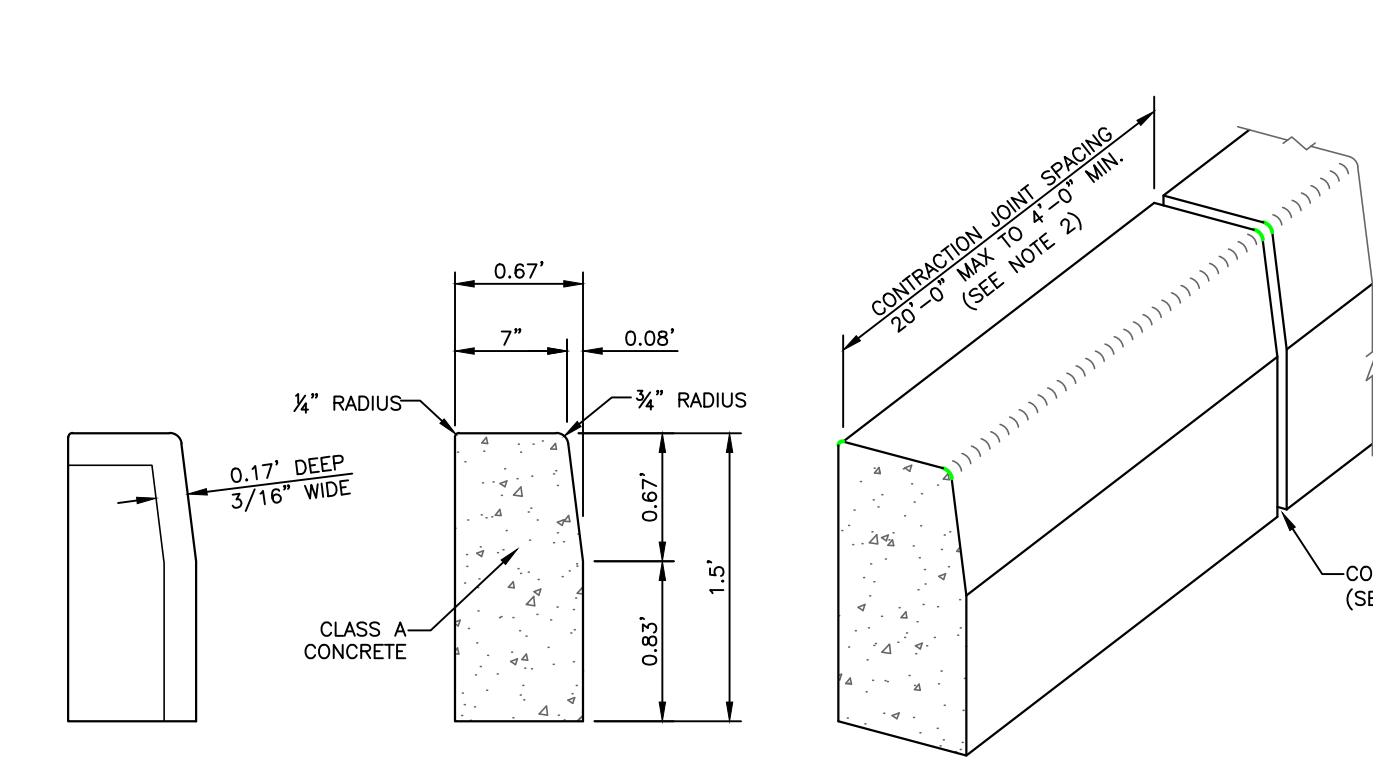 CONTRACTION JOINT SPACING
20'-0" MAX TO 4'-0" MIN.
(SEE NOTE 2)
0.67'
7"
0.08'
¼" RADIUS
¾" RADIUS
0.17' DEEP
3/16" WIDE
0.67'
1.5'
0.83'
CLASS A
CONCRETE
CO
(SE